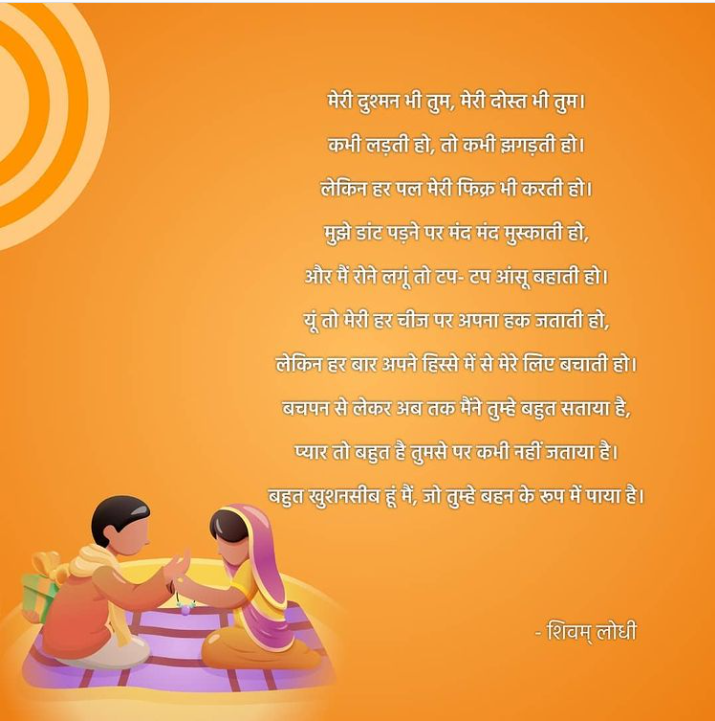 मेरी दुश्मन भी तुम, मेरी दोस्त भी तुम।
कभी लड़ती हो, तो कभी झगड़ती हो।
लेकिन हर पल मेरी फिक्र भी करती हो।
मुझे डांट पड़ने पर मंद मंद मुस्काती हो,
और मैं रोने लगूं तो टप- टप आंसू बहाती हो।
यूं तो मेरी हर चीज पर अपना हक जताती हो,
लेकिन हर बार अपने हिस्से में से मेरे लिए बचाती हो।
बचपन से लेकर अब तक मैंने तुम्हे बहुत सताया है,
प्यार तो बहुत है तुमसे पर कभी नहीं जताया है।
बहुत खुशनसीब हूं मैं, जो तुम्हे बहन के रूप में पाया है।
- शिवम् लोधी